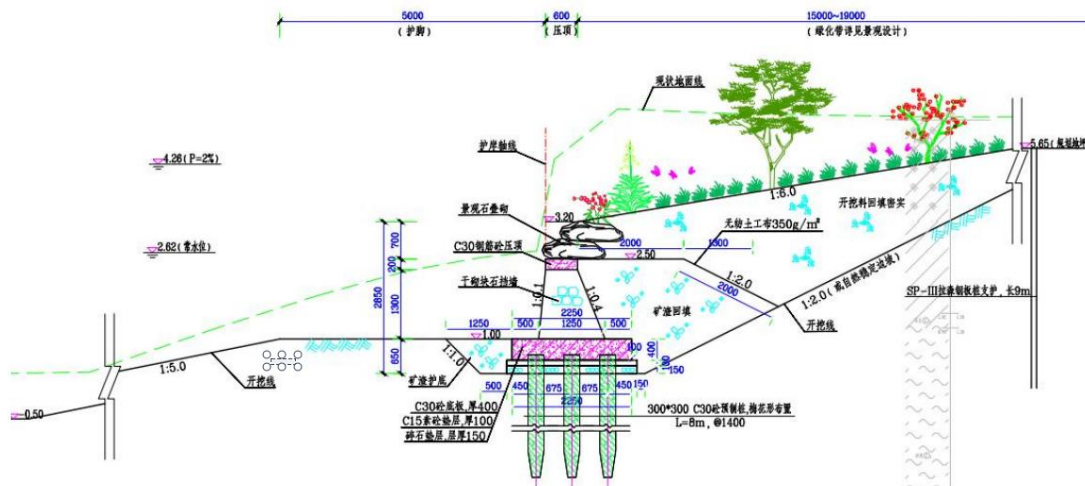 5000
600
15000~19000
(护脚)
(压顶)
(绿化带详见景观设计)
现状地面线
护岸轴线
4.26(P=2%)
5.65
1:6.0
开挖料回填密实
景观石叠砌
3.20
无纺土工布350g/m²
2.62(常水位)
2000
1300
2.50
C30钢筋砼压顶
700
200
1300
2850
650
干砌块石挡墙
1:0.1
1:0.4
1:2.0
2000
1:2.0(或自然稳定边坡)
SP-III拉森钢板桩支护,长9m
矿渣回填
开挖线
2250
1250
500
1250
500
1.00
1:1.0
1:5.0
开挖线
矿渣护底
100
400
100
150
500
450
675
675
450
150
2250
-0.50
C30砼底板,厚400
C15素砼垫层,厚100
碎石垫层,层厚150
300*300 C30砼预制桩,梅花形布置
L=8m, @1400